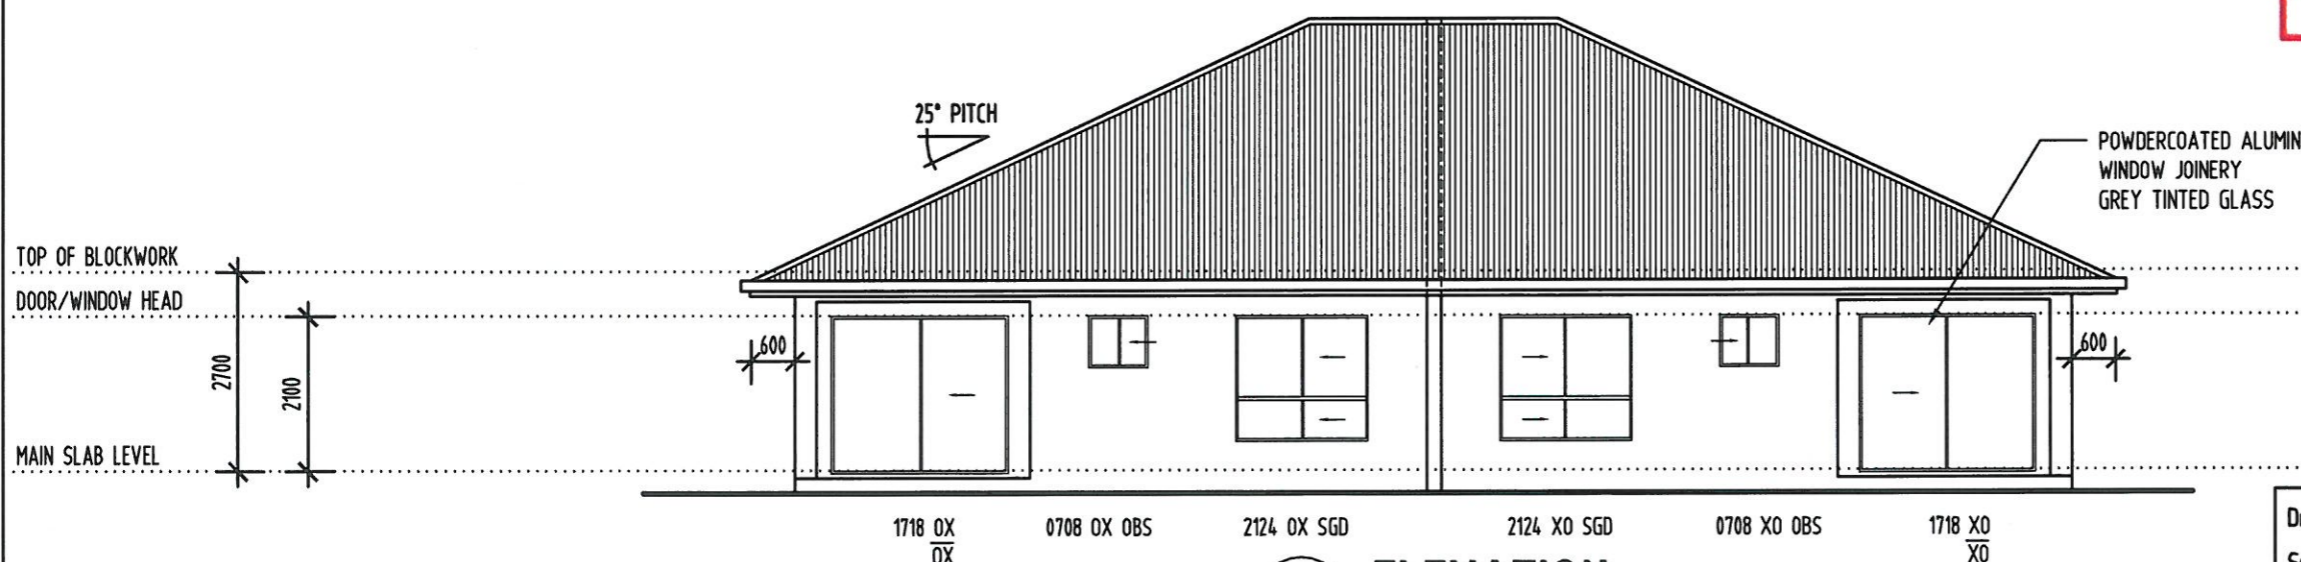 25° PITCH
POWDERCOATED ALUMIN
WINDOW JOINERY
GREY TINTED GLASS
TOP OF BLOCKWORK
DOOR/WINDOW HEAD
MAIN SLAB LEVEL
2700
2100
600
600
1718 OX
OX
0708 OX OBS
2124 OX SGD
2124 XO SGD
0708 XO OBS
1718 XO
XO